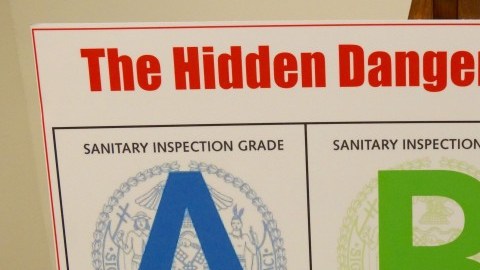 The Hidden Dange
SANITARY INSPECTION GRADE
SANITARY INSPECTION
A
B